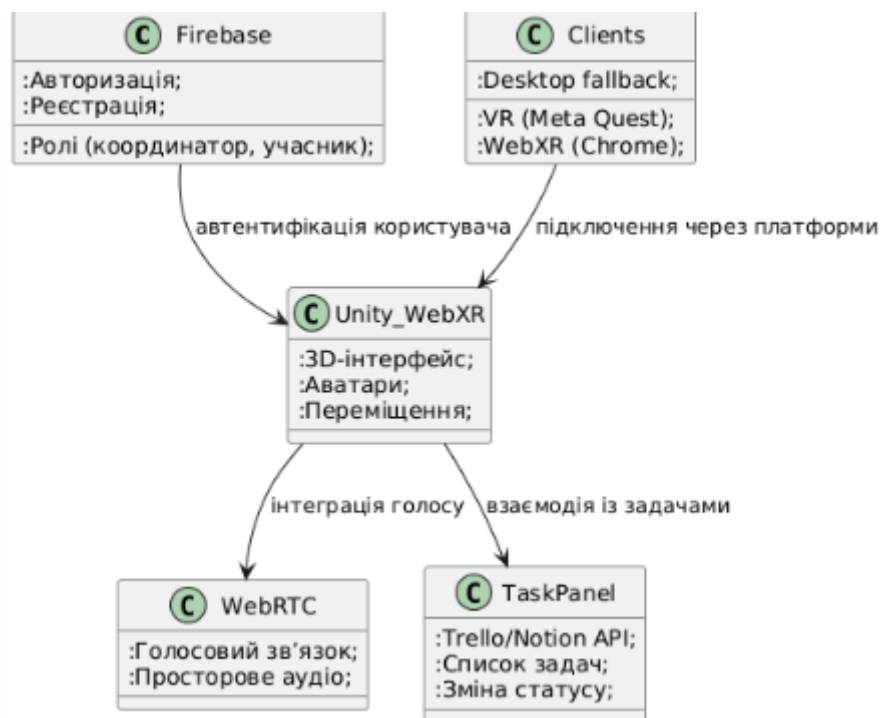 C Firebase
:Авторизація;
:Реєстрація;
:Ролі (координатор, учасник);
C Clients
:Desktop fallback;
:VR (Meta Quest);
:WebXR (Chrome);
автентифікація користувача
підключення через платформи
C Unity_WebXR
:3D-інтерфейс;
:Аватари;
:Переміщення;
інтеграція голосу
взаємодія із задачами
C WebRTC
:Голосовий зв’язок;
:Просторове аудіо;
C TaskPanel
:Trello/Notion API;
:Список задач;
:Зміна статусу;